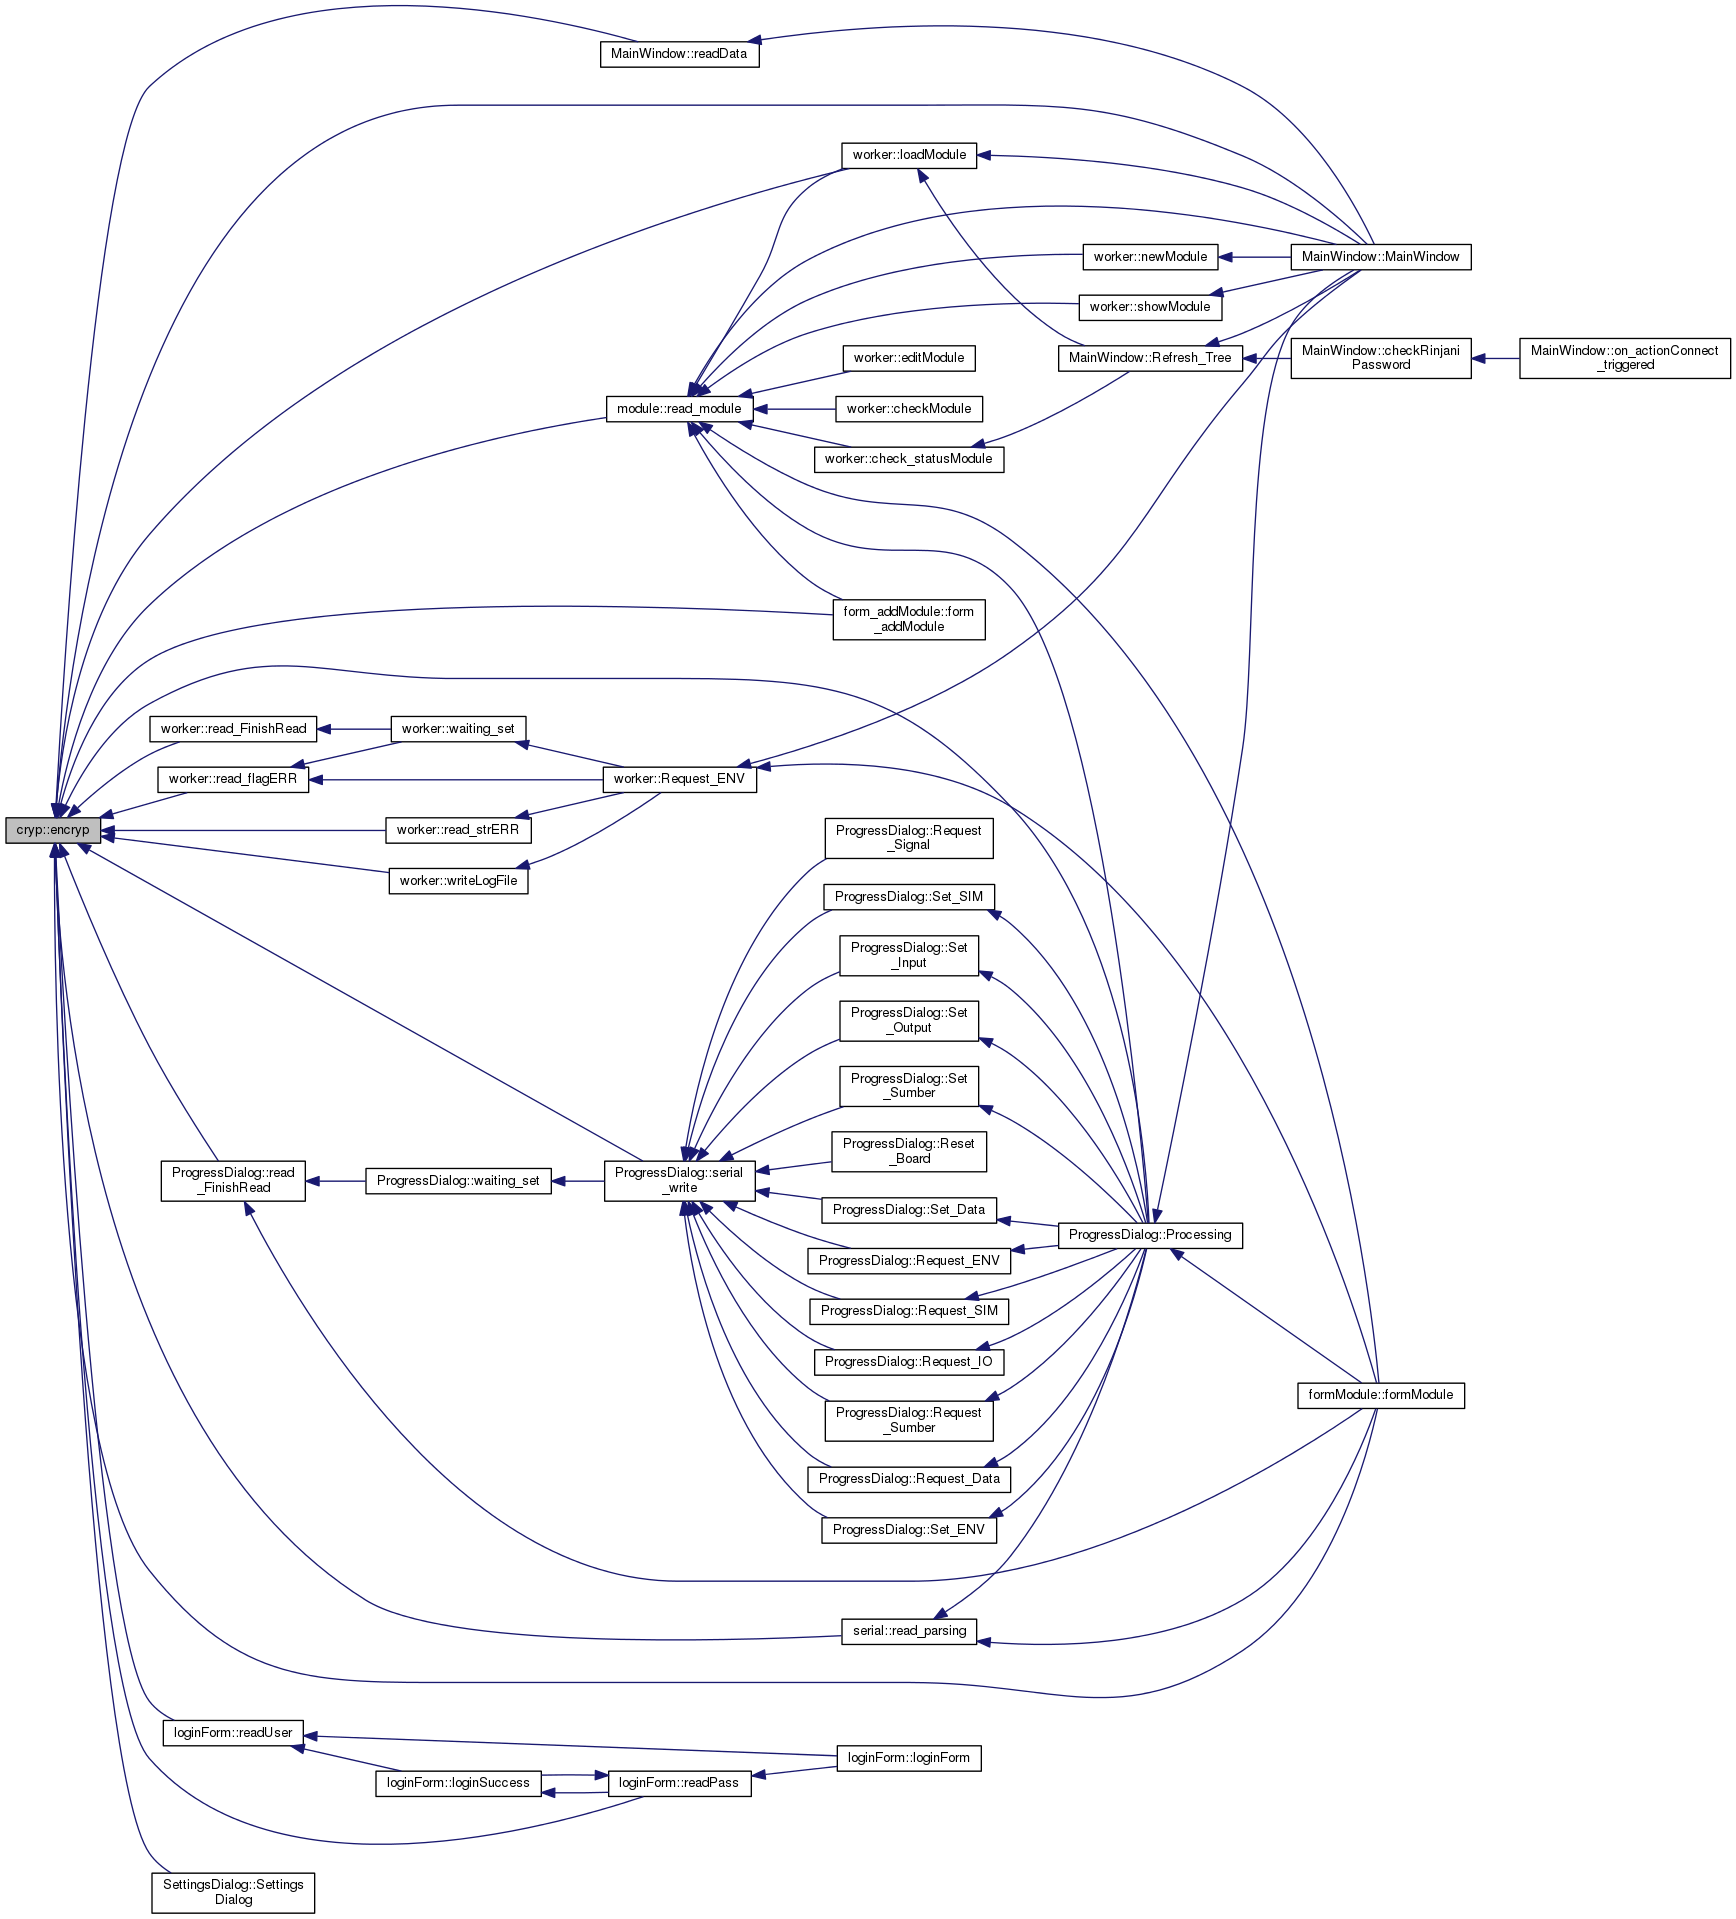 MainWindow::readData
worker::loadModule
worker::newModule
MainWindow::MainWindow
worker::showModule
worker::editModule
MainWindow::Refresh_Tree
MainWindow::checkRinjani
Password
MainWindow::on_actionConnect
_triggered
module::read_module
worker::checkModule
worker::check_statusModule
form_addModule::form
_addModule
worker::read_FinishRead
worker::waiting_set
worker::read_flagERR
worker::Request_ENV
cryp::encryp
worker::read_strERR
worker::writeLogFile
ProgressDialog::Request
_Signal
ProgressDialog::Set_SIM
ProgressDialog::Set
_Input
ProgressDialog::Set
_Output
ProgressDialog::Set
_Sumber
ProgressDialog::Reset
_Board
ProgressDialog::read
_FinishRead
ProgressDialog::waiting_set
ProgressDialog::serial
_write
ProgressDialog::Set_Data
ProgressDialog::Processing
ProgressDialog::Request_ENV
ProgressDialog::Request_SIM
ProgressDialog::Request_IO
formModule::formModule
ProgressDialog::Request
_Sumber
ProgressDialog::Request_Data
ProgressDialog::Set_ENV
serial::read_parsing
loginForm::readUser
loginForm::loginForm
loginForm::loginSuccess
loginForm::readPass
SettingsDialog::Settings
Dialog